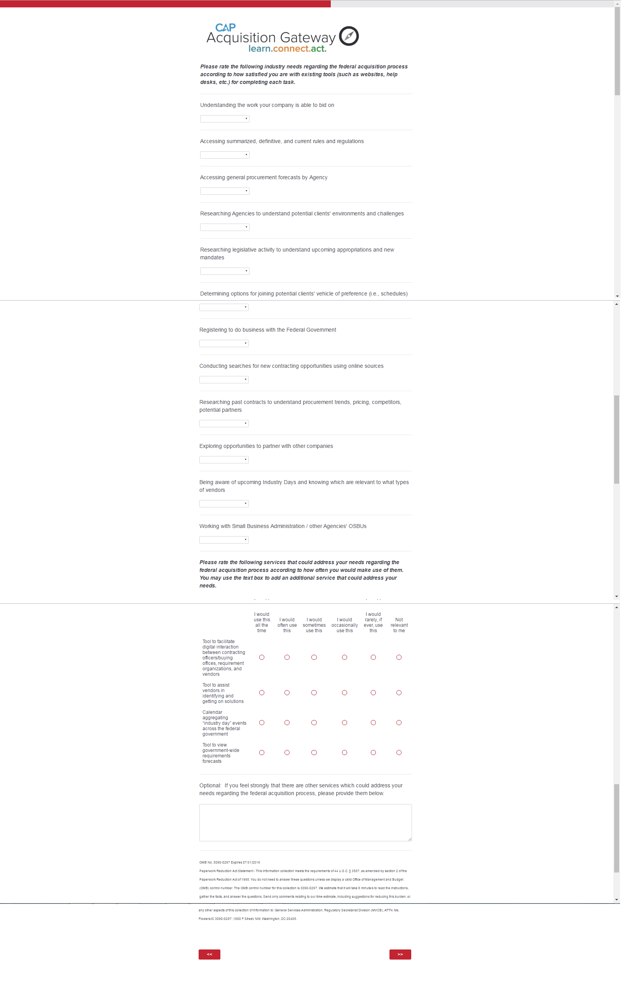 CAP
Acquisition Gateway
learn.connect.act.
Please rate the following industry needs regarding the federal acquisition process
according to how satisfied you are with existing tools (such as websites, help
desks, etc.) for completing each task.
Understanding the work your company is able to bid on
Accessing summarized, definitive, and current rules and regulations
Accessing general procurement forecasts by Agency
Researching Agencies to understand potential clients' environments and challenges
Researching legislative activity to understand upcoming appropriations and new
mandates
Determining options for joining potential clients' vehicle of preference (i.e., schedules)
Registering to do business with the Federal Government
Conducting searches for new contracting opportunities using online sources
Researching past contracts to understand procurement trends, pricing, competitors,
potential partners
Exploring opportunities to partner with other companies
Being aware of upcoming Industry Days and knowing which are relevant to what types
of vendors
Working with Small Business Administration / other Agencies' OSBUs
Please rate the following services that could address your needs regarding the
federal acquisition process according to how often you would make use of them.
You may use the text box to add an additional service that could address your
needs.
I would
use this
all the
time
I would
often use
this
I would
sometimes
use this
I would
occasionally
use this
I would
rarely, if
ever, use
this
Not
relevant
to me
Tool to facilitate
digital interaction
between contracting
officers/buying
offices, requirement
organizations, and
vendors
Tool to assist
vendors in
identifying and
getting on solutions
Calendar
aggregating
“industry day” events
across the federal
government
Tool to view
government-wide
requirements
forecasts
Optional:  If you feel strongly that there are other services which could address your
needs regarding the federal acquisition process, please provide them below.
OMB No: 3090-0297 Expires 07/31/2019
Paperwork Reduction Act Statement - This information collection meets the requirements of 44 U.S.C. § 3507, as amended by section 2 of the
Paperwork Reduction Act of 1995. You do not need to answer these questions unless we display a valid Office of Management and Budget
(OMB) control number. The OMB control number for this collection is 3090-0297. We estimate that it will take 6 minute/s to read the instructions,
gather the facts, and answer the questions. Send only comments relating to our time estimate, including suggestions for reducing this burden, or
any other aspects of this collection of information to: General Services Administration, Regulatory Secretariat Division (MVCB), ATTN: Ms.
Flowers/IC 3090-0297, 1800 F Street, NW, Washington, DC 20405.
<<
>>